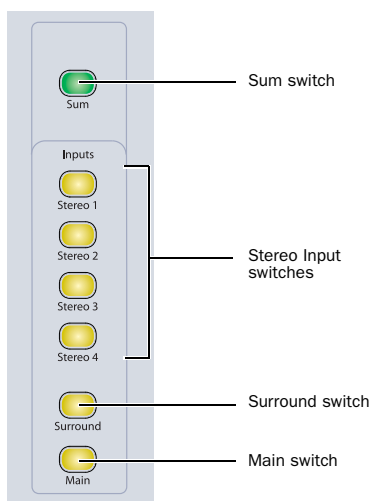 Sum switch
Sum
Inputs
Stereo 1
Stereo 2
Stereo Input
switches
Stereo 3
Stereo 4
Surround switch
Surround
Main switch
Main